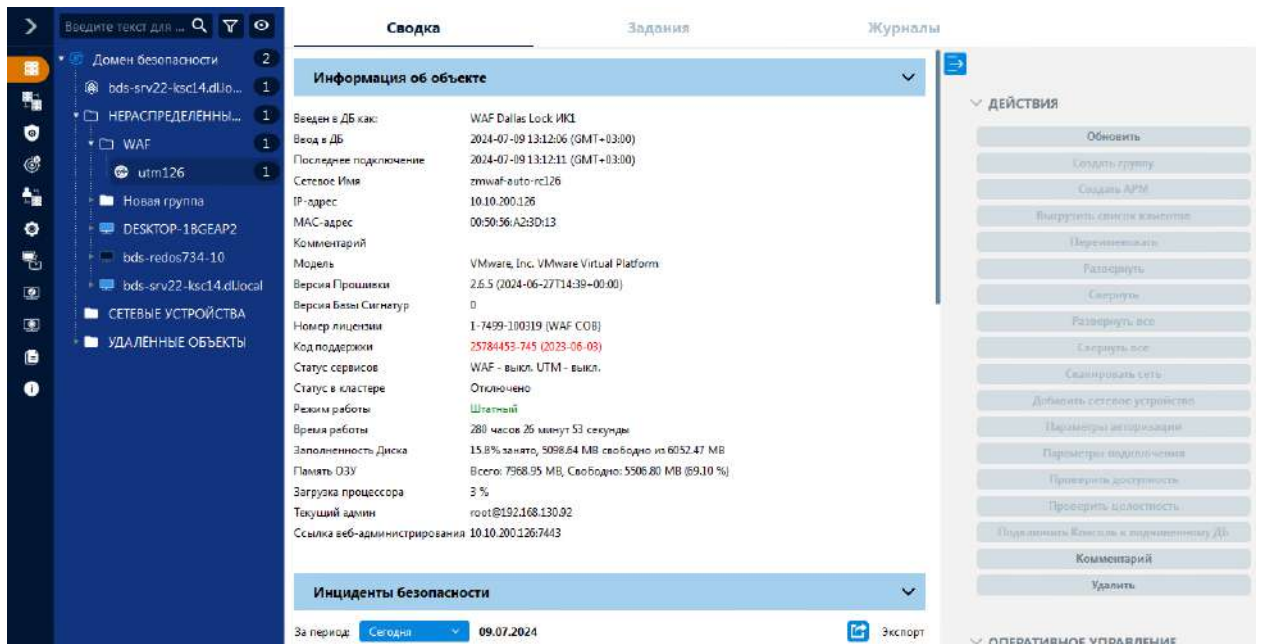 Введите текст для ...
Домен безопасности 2
bds-srv22-ksc14.dl.lo... 1
НЕРАСПРЕДЕЛЁННЫ... 1
WAF 1
utm126 1
Новая группа
DESKTOP-1BGEAP2
bds-redos734-10
bds-srv22-ksc14.dl.local
СЕТЕВЫЕ УСТРОЙСТВА
УДАЛЁННЫЕ ОБЪЕКТЫ
Сводка Задания Журналы
Информация об объекте
Введен в ДБ как: WAF Dallas Lock ИК1
Ввод в ДБ 2024-07-09 13:12:06 (GMT+03:00)
Последнее подключение 2024-07-09 13:12:11 (GMT+03:00)
Сетевое Имя zmwaf-auto-rc126
IP-адрес 10.10.200.126
MAC-адрес 00:50:56:A2:3D:13
Комментарий
Модель VMware, Inc. VMware Virtual Platform
Версия Прошивки 2.6.5 (2024-06-27T14:39+00:00)
Версия Базы Сигнатур 0
Номер лицензии 1-7499-100319 (WAF СОВ)
Код поддержки 25784453-745 (2023-06-03)
Статус сервисов WAF - выкл. UTM - выкл.
Статус в кластере Отключено
Режим работы Штатный
Время работы 280 часов 26 минут 53 секунды
Заполненность Диска 15.8% занято, 5098.64 MB свободно из 6052.47 MB
Память ОЗУ Всего: 7968.95 MB, Свободно: 5506.80 MB (69.10 %)
Загрузка процессора 3 %
Текущий админ root@192.168.130.92
Ссылка веб-администрирования 10.10.200.126:7443
Инциденты безопасности
За период: Сегодня 09.07.2024 Экспорт
ДЕЙСТВИЯ
Обновить
Создать группу
Создать АРМ
Выгрузить список клиентов
Переименовать
Развернуть
Свернуть
Развернуть все
Свернуть все
Сканировать сеть
Добавить сетевое устройство
Параметры авторизации
Параметры подключения
Проверить доступность
Проверить целостность
Подключить Консоль к подчиненному ДБ
Комментарий
Удалить
ОПЕРАТИВНОЕ УПРАВЛЕНИЕ